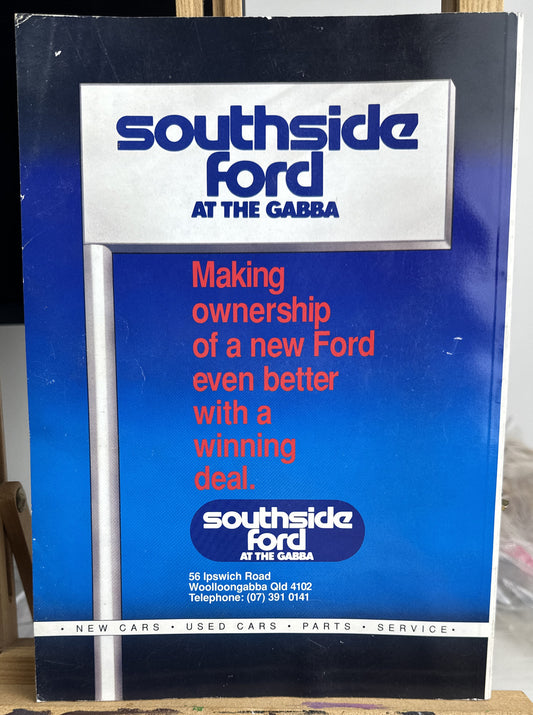 southside
ford
AT THE GABBA
Making
ownership
of a new Ford
even better
with a
winning
deal.
southside
ford
AT THE GABBA
56 Ipswich Road
Woolloongabba Qld 4102
Telephone: (07) 391 0141
• NEW CARS • USED CARS • PARTS • SERVICE •